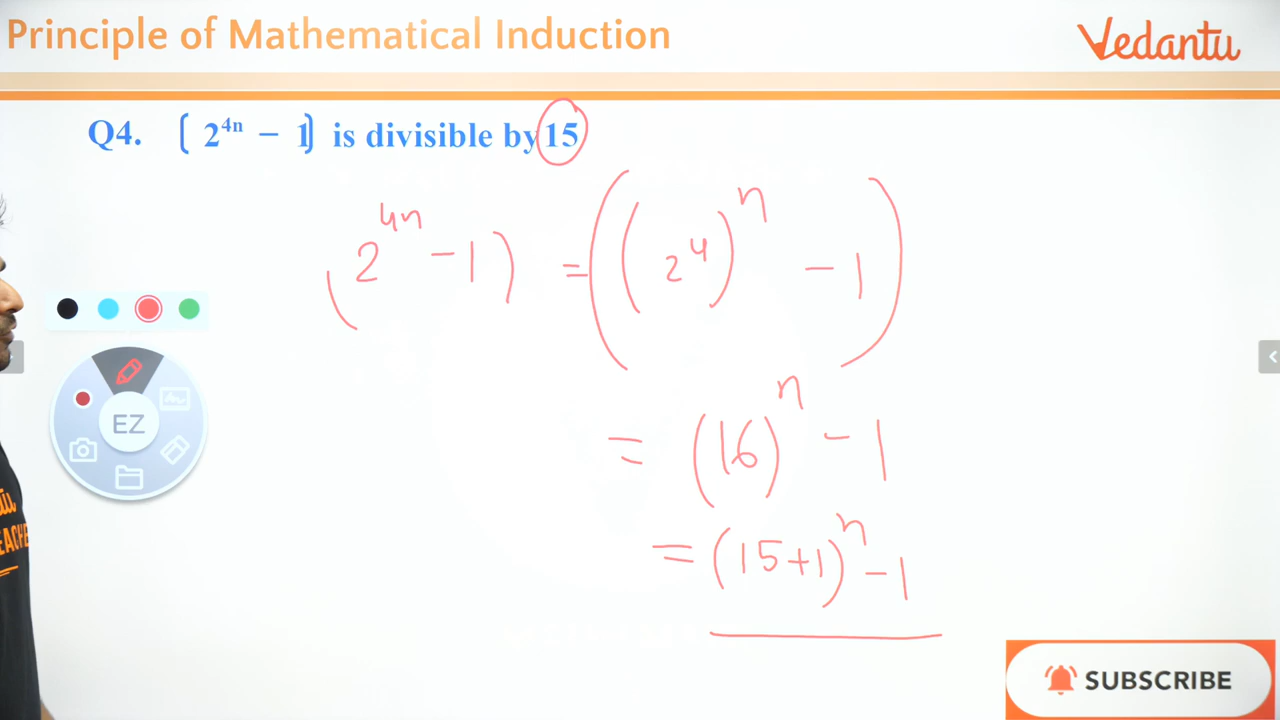 Principle of Mathematical Induction
Vedantu
Q4. (2^{4n} − 1) is divisible by 15
(2^{4n} − 1) = ((2^4)^n − 1)
= (16)^n − 1
= (15+1)^n − 1
EZ
SUBSCRIBE